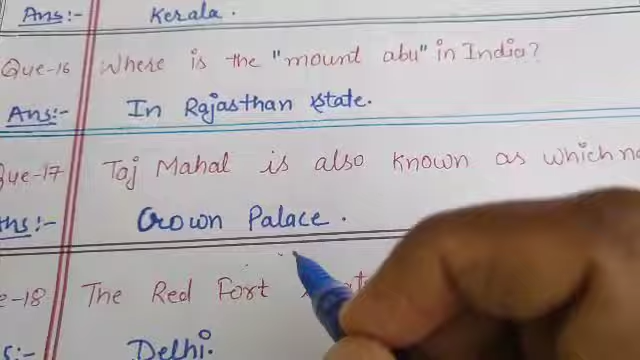 Ans:- Kerala.
Que-16 Where is the "mount abu" in India?
Ans:- In Rajasthan state.
Que-17 Taj Mahal is also known as which
Ans:- Crown Palace.
e-18 The Red Fort
s:- Delhi.